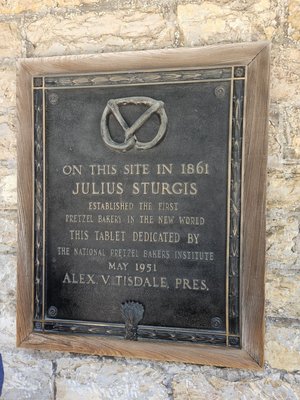 ON THIS SITE IN 1861
JULIUS STURGIS
ESTABLISHED THE FIRST
PRETZEL BAKERY IN THE NEW WORLD
THIS TABLET DEDICATED BY
THE NATIONAL PRETZEL BAKERS INSTITUTE
MAY 1951
ALEX. V. TISDALE, PRES.